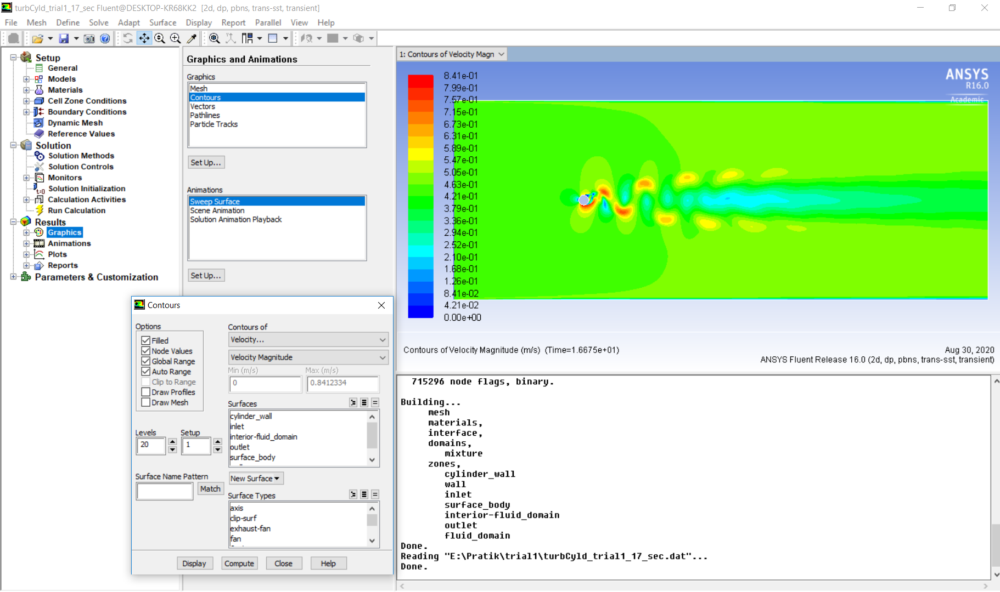 turbCyld_trial1_17_sec Fluent@DESKTOP-KR68KK2 [2d, dp, pbns, trans-sst, transient]
File Mesh Define Solve Adapt Surface Display Report Parallel View Help
Setup
General
Models
Materials
Cell Zone Conditions
Boundary Conditions
Dynamic Mesh
Reference Values
Solution
Solution Methods
Solution Controls
Monitors
t=0 Solution Initialization
Calculation Activities
Run Calculation
Results
Graphics
Animations
Plots
Reports
Parameters & Customization
Graphics and Animations
Graphics
Mesh
Contours
Vectors
Pathlines
Particle Tracks
Set Up...
Animations
Sweep Surface
Scene Animation
Solution Animation Playback
Set Up...
Contours
Options
Filled
Node Values
Global Range
Auto Range
Clip to Range
Draw Profiles
Draw Mesh
Levels
20
Setup
1
Surface Name Pattern
Match
Contours of
Velocity...
Velocity Magnitude
Min (m/s)
0
Max (m/s)
0.8412334
Surfaces
cylinder_wall
inlet
interior-fluid_domain
outlet
surface_body
New Surface
Surface Types
axis
clip-surf
exhaust-fan
fan
Display
Compute
Close
Help
1: Contours of Velocity Magn
ANSYS
R16.0
Academic
8.41e-01
7.99e-01
7.57e-01
7.15e-01
6.73e-01
6.31e-01
5.89e-01
5.47e-01
5.05e-01
4.63e-01
4.21e-01
3.79e-01
3.36e-01
2.94e-01
2.52e-01
2.10e-01
1.68e-01
1.26e-01
8.41e-02
4.21e-02
0.00e+00
Contours of Velocity Magnitude (m/s) (Time=1.6675e+01)
Aug 30, 2020
ANSYS Fluent Release 16.0 (2d, dp, pbns, trans-sst, transient)
715296 node flags, binary.
Building...
mesh
materials,
interface,
domains,
mixture
zones,
cylinder_wall
wall
inlet
surface_body
interior-fluid_domain
outlet
fluid_domain
Done.
Reading "E:\Pratik\trial1\turbCyld_trial1_17_sec.dat"...
Done.